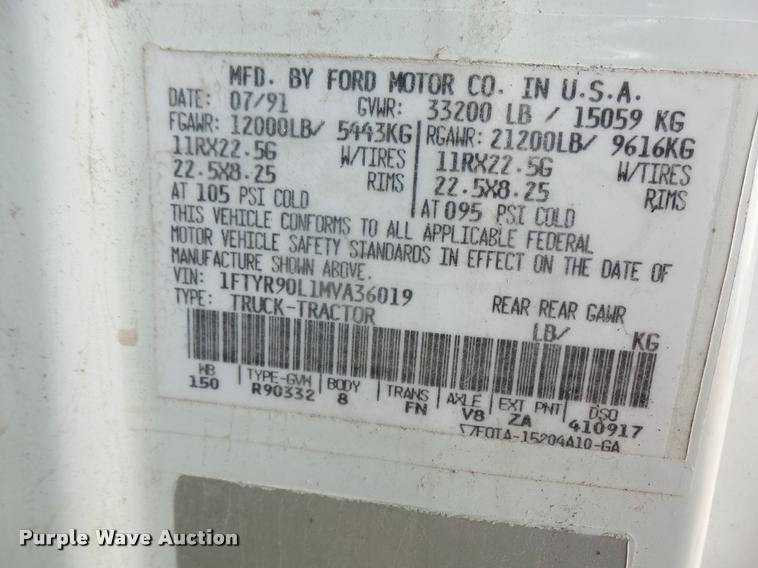 MFD. BY FORD MOTOR CO. IN U.S.A.
DATE: 07/91 GVWR: 33200 LB / 15059 KG
FGAWR: 12000LB/ 5443KG RGAWR: 21200LB/ 9616KG
11RX22.5G W/TIRES 11RX22.5G W/TIRES
22.5X8.25 RIMS 22.5X8.25 RIMS
AT 105 PSI COLD AT 095 PSI COLD
THIS VEHICLE CONFORMS TO ALL APPLICABLE FEDERAL
MOTOR VEHICLE SAFETY STANDARDS IN EFFECT ON THE DATE OF
MANUFACTURE SHOWN ABOVE.
VIN: 1FTYR90L1MVA36019 REAR REAR GAWR
TYPE: TRUCK-TRACTOR LB/ KG
WB TYPE-GVW BODY TRANS AXLE EXT PNT DSO
150 R90332 8 FN V8 ZA 410917
15204A10-GA
Purple Wave Auction